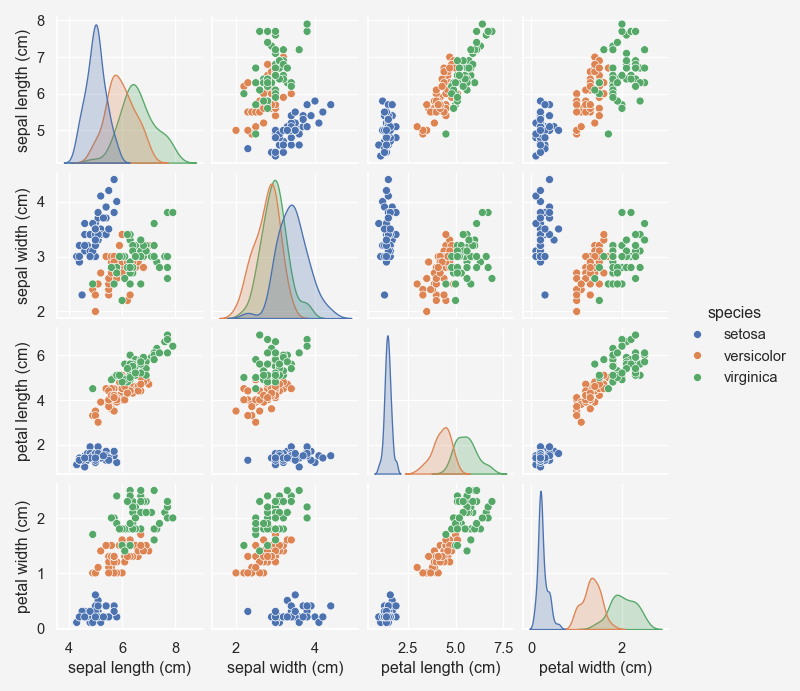 sepal length (cm)
8
7
6
5
sepal width (cm)
4
3
2
species
setosa
versicolor
virginica
petal length (cm)
6
4
2
petal width (cm)
2
1
0
4 6 8 2 4 2.5 5.0 7.5 0 2
sepal length (cm) sepal width (cm) petal length (cm) petal width (cm)